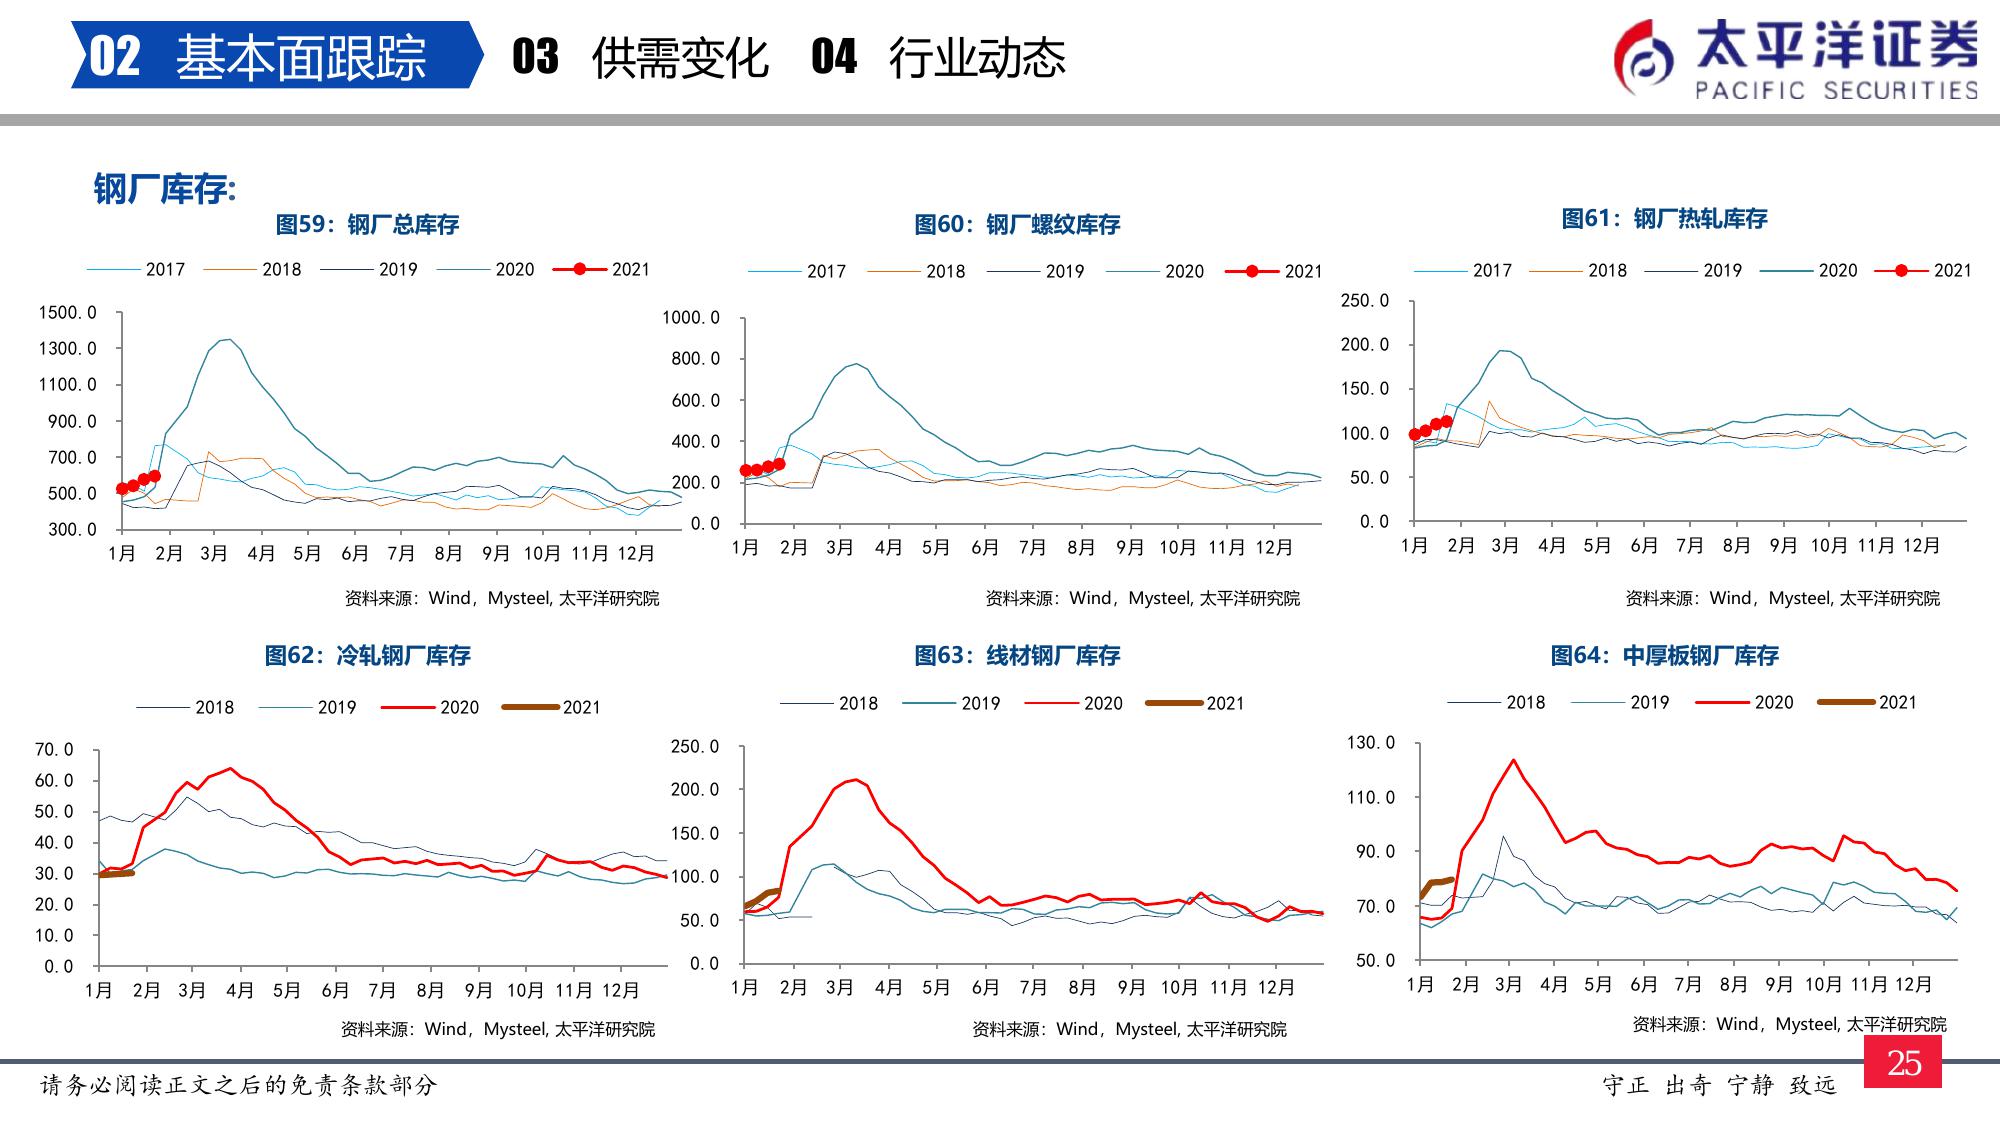 02 基本面跟踪 03 供需变化 04 行业动态
太平洋证券
PACIFIC SECURITIES
钢厂库存:
图59：钢厂总库存
2017 2018 2019 2020 2021
1500.0
1300.0
1100.0
900.0
700.0
500.0
300.0
1月 2月 3月 4月 5月 6月 7月 8月 9月 10月 11月 12月
资料来源：Wind，Mysteel, 太平洋研究院
图60：钢厂螺纹库存
2017 2018 2019 2020 2021
1000.0
800.0
600.0
400.0
200.0
0.0
1月 2月 3月 4月 5月 6月 7月 8月 9月 10月 11月 12月
资料来源：Wind，Mysteel, 太平洋研究院
图61：钢厂热轧库存
2017 2018 2019 2020 2021
250.0
200.0
150.0
100.0
50.0
0.0
1月 2月 3月 4月 5月 6月 7月 8月 9月 10月 11月 12月
资料来源：Wind，Mysteel, 太平洋研究院
图62：冷轧钢厂库存
2018 2019 2020 2021
70.0
60.0
50.0
40.0
30.0
20.0
10.0
0.0
1月 2月 3月 4月 5月 6月 7月 8月 9月 10月 11月 12月
资料来源：Wind，Mysteel, 太平洋研究院
图63：线材钢厂库存
2018 2019 2020 2021
250.0
200.0
150.0
100.0
50.0
0.0
1月 2月 3月 4月 5月 6月 7月 8月 9月 10月 11月 12月
资料来源：Wind，Mysteel, 太平洋研究院
图64：中厚板钢厂库存
2018 2019 2020 2021
130.0
110.0
90.0
70.0
50.0
1月 2月 3月 4月 5月 6月 7月 8月 9月 10月 11月 12月
资料来源：Wind，Mysteel, 太平洋研究院
请务必阅读正文之后的免责条款部分
守正 出奇 宁静 致远
25